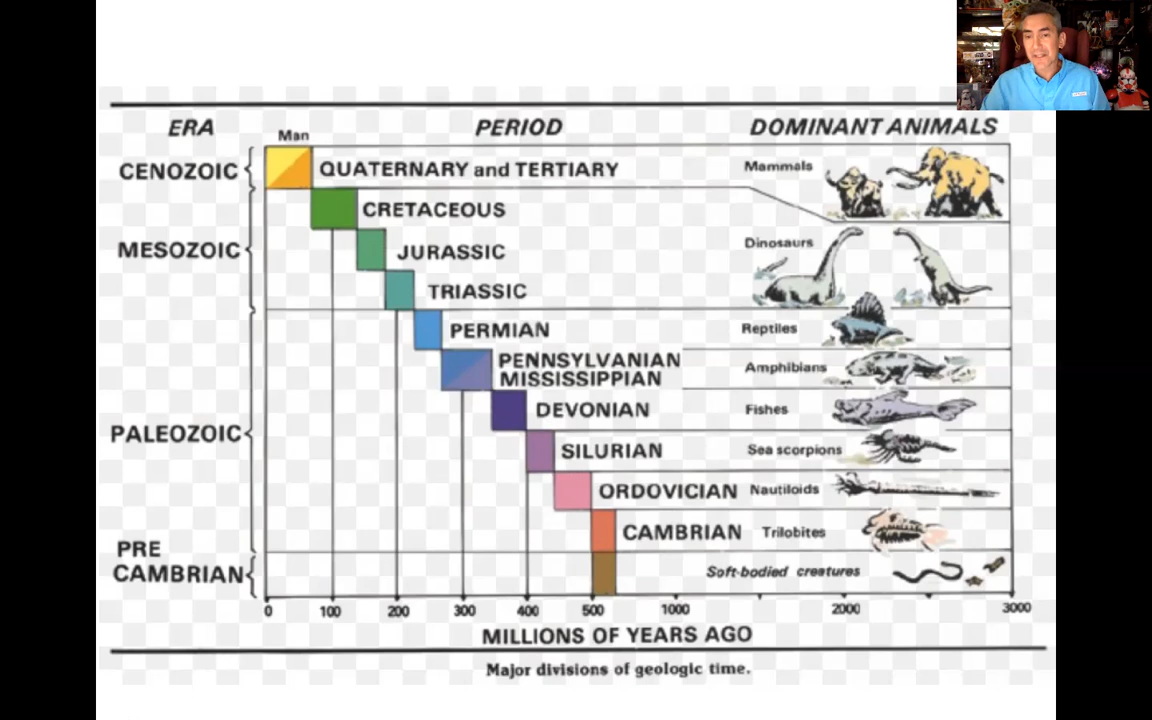 ERA PERIOD DOMINANT ANIMALS
Man
CENOZOIC QUATERNARY and TERTIARY Mammals
CRETACEOUS
MESOZOIC JURASSIC Dinosaurs
TRIASSIC
PERMIAN Reptiles
PENNSYLVANIAN
MISSISSIPPIAN Amphibians
DEVONIAN Fishes
PALEOZOIC
SILURIAN Sea scorpions
ORDOVICIAN Nautiloids
CAMBRIAN Trilobites
PRE
CAMBRIAN Soft-bodied creatures
0 100 200 300 400 500 1000 2000 3000
MILLIONS OF YEARS AGO
Major divisions of geologic time.